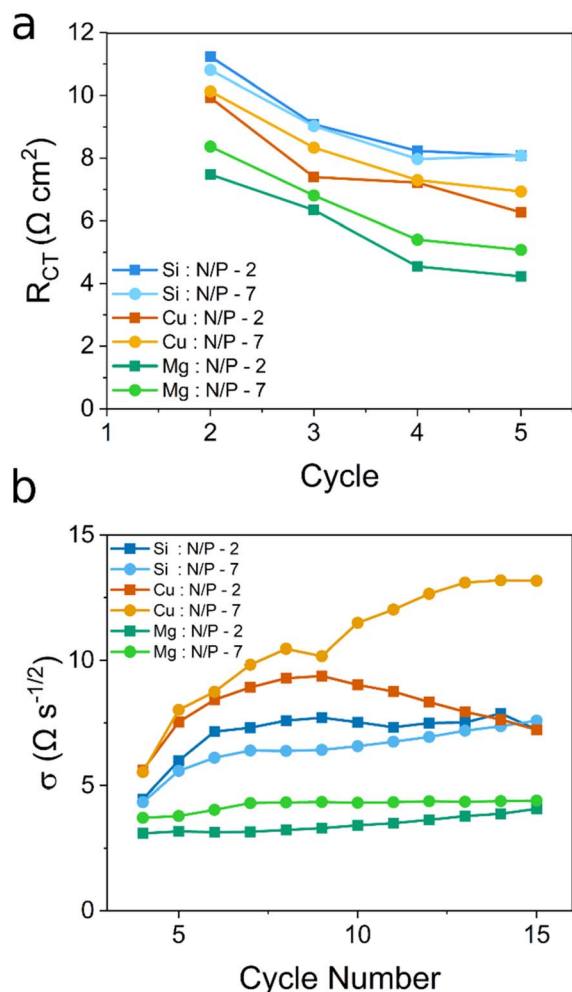 a
12
10
8
6
4
2
0
R_CT (Ω cm²)
Si : N/P - 2
Si : N/P - 7
Cu : N/P - 2
Cu : N/P - 7
Mg : N/P - 2
Mg : N/P - 7
1 2 3 4 5
Cycle
b
15
10
5
0
σ (Ω s⁻¹/²)
Si : N/P - 2
Si : N/P - 7
Cu : N/P - 2
Cu : N/P - 7
Mg : N/P - 2
Mg : N/P - 7
5 10 15
Cycle Number